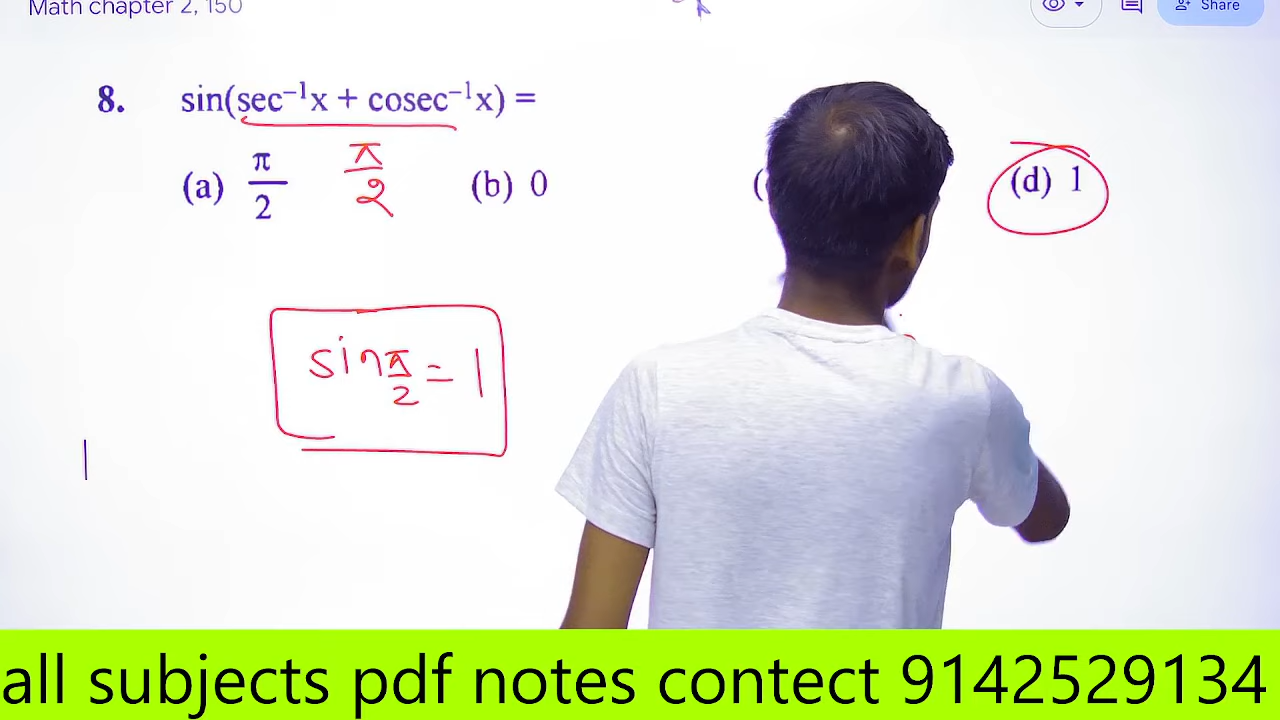 Math chapter 2, 150
Share
8. sin(sec⁻¹x + cosec⁻¹x) =
(a) π/2 π/2 (b) 0 ( (d) 1
sin π/2 = 1
all subjects pdf notes contect 9142529134